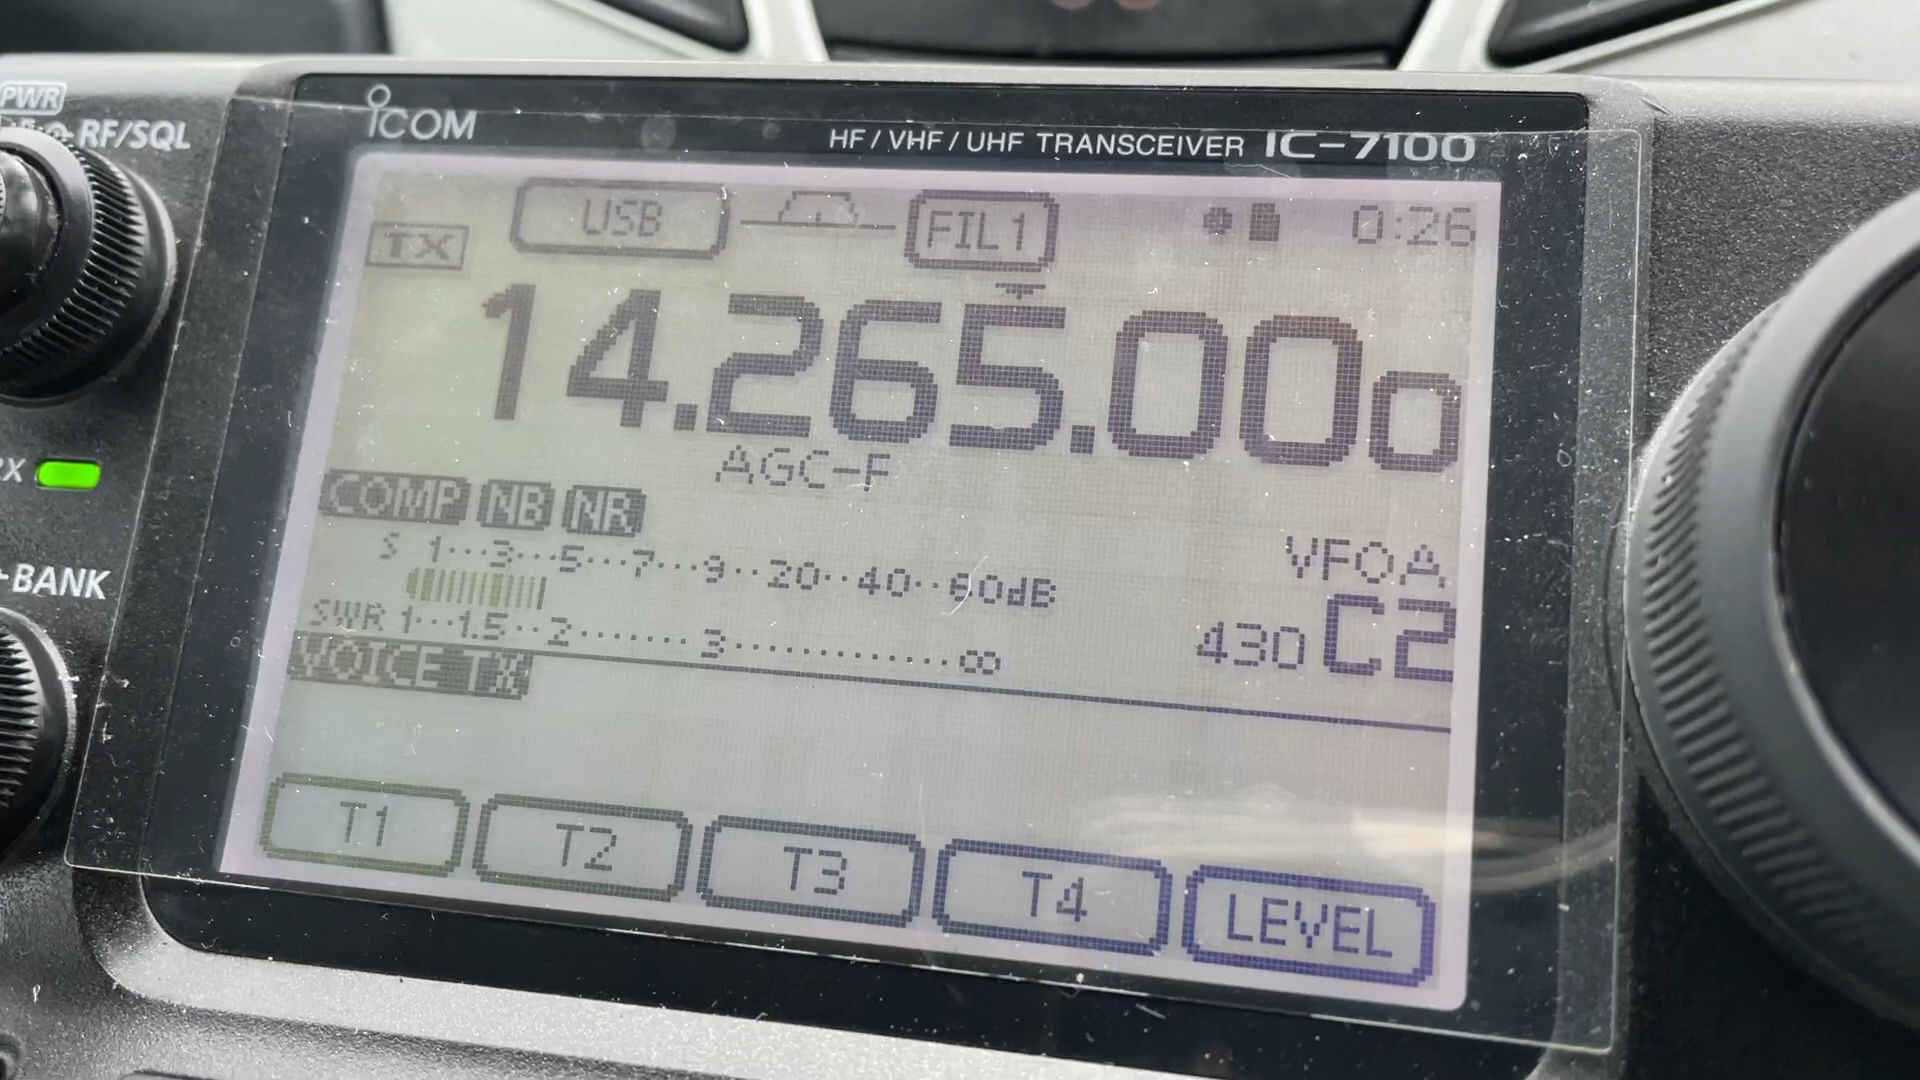 PWR
RF/SQL
ICOM
HF/VHF/UHF TRANSCEIVER IC-7100
TX
USB
FIL1
0:26
14.265.000
AGC-F
COMP NB NR
S 1···3···5···7···9··20··40··60dB
SWR 1···1.5··2·······3·············∞
VFOA
430 C2
VOICE TX
T1 T2 T3 T4 LEVEL
BANK